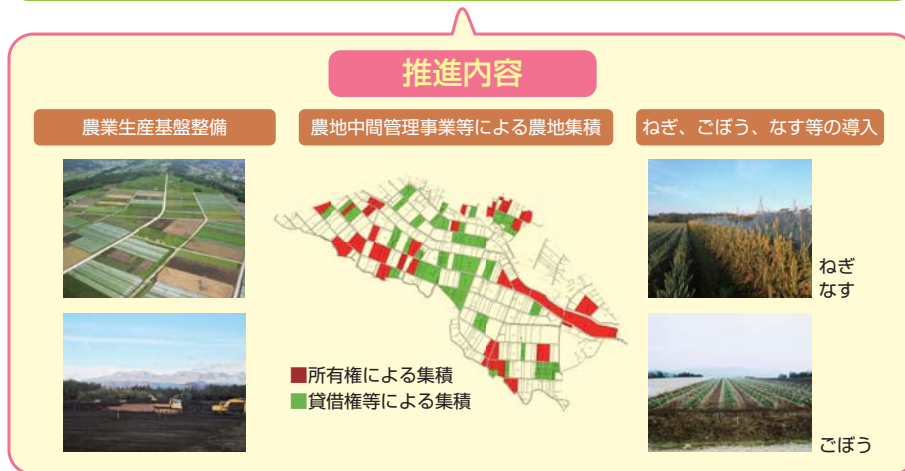 推進内容
農業生産基盤整備
農地中間管理事業等による農地集積
ねぎ、ごぼう、なす等の導入
ねぎ
なす
■所有権による集積
■貸借権等による集積
ごぼう